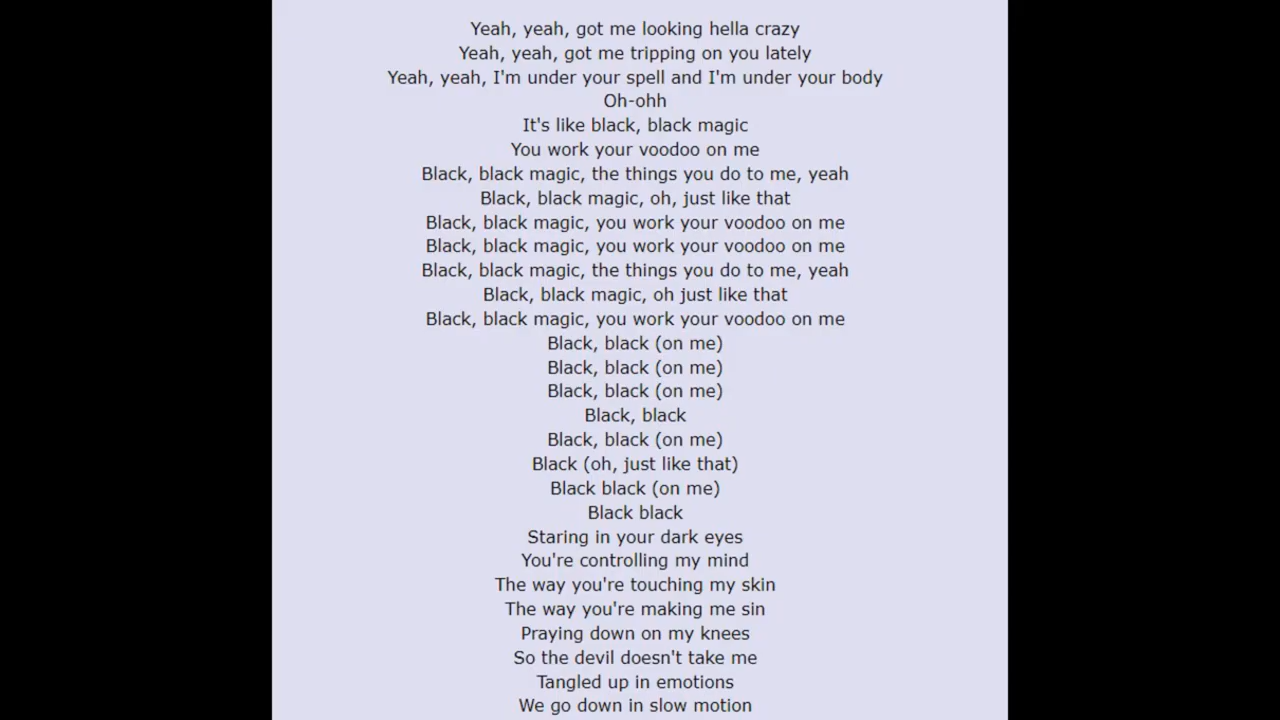 Yeah, yeah, got me looking hella crazy
Yeah, yeah, got me tripping on you lately
Yeah, yeah, I'm under your spell and I'm under your body
Oh-ohh
It's like black, black magic
You work your voodoo on me
Black, black magic, the things you do to me, yeah
Black, black magic, oh, just like that
Black, black magic, you work your voodoo on me
Black, black magic, you work your voodoo on me
Black, black magic, the things you do to me, yeah
Black, black magic, oh just like that
Black, black magic, you work your voodoo on me
Black, black (on me)
Black, black (on me)
Black, black (on me)
Black, black
Black, black (on me)
Black (oh, just like that)
Black black (on me)
Black black
Staring in your dark eyes
You're controlling my mind
The way you're touching my skin
The way you're making me sin
Praying down on my knees
So the devil doesn't take me
Tangled up in emotions
We go down in slow motion